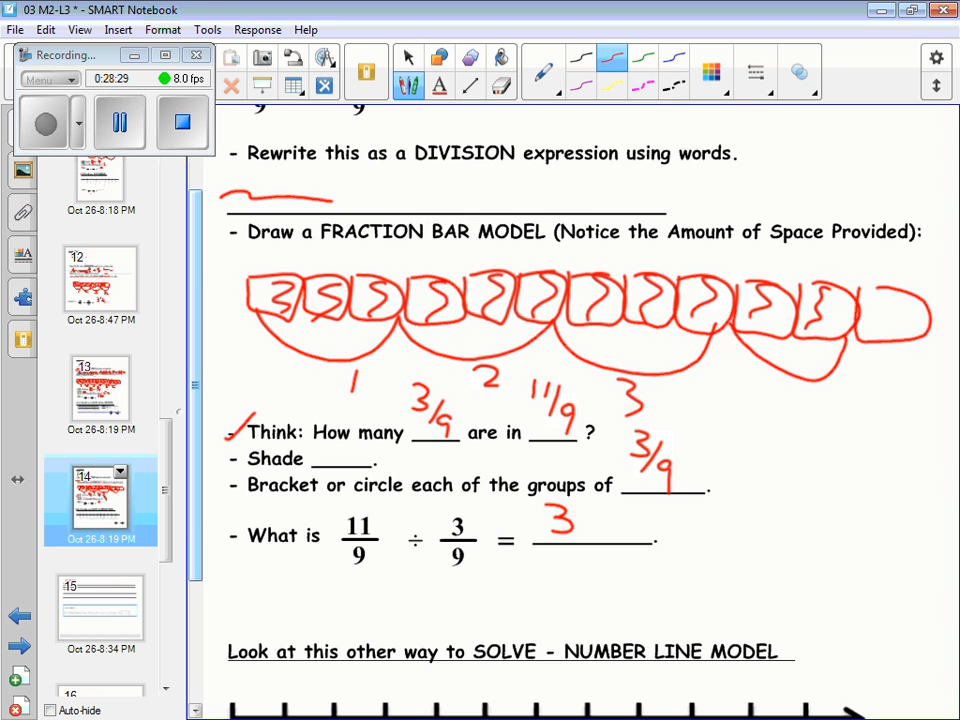 03 M2-L3 * - SMART Notebook
File Edit View Insert Format Tools Draw Response Help
Recording...
Menu 0:28:29 8.0 fps
9 9
- Rewrite this as a DIVISION expression using words.
- Draw a FRACTION BAR MODEL (Notice the Amount of Space Provided):
1 2 3
3/9 11/9
- Think: How many ____ are in ____ ?
- Shade _____.
3/9
- Bracket or circle each of the groups of _______.
- What is 11/9 ÷ 3/9 = 3
Look at this other way to SOLVE - NUMBER LINE MODEL
Oct 26-8:18 PM
12
Oct 26-8:47 PM
13
Oct 26-8:19 PM
14
Oct 26-8:19 PM
15
Oct 26-8:34 PM
16
Auto-hide